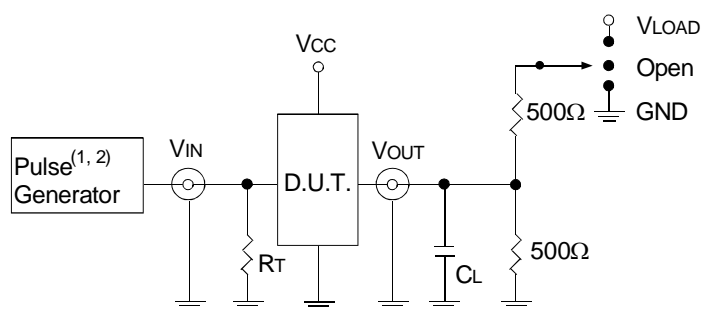 VLOAD
VCC
Open
500Ω
GND
Pulse(1, 2)
Generator
VIN
D.U.T.
VOUT
RT
CL
500Ω